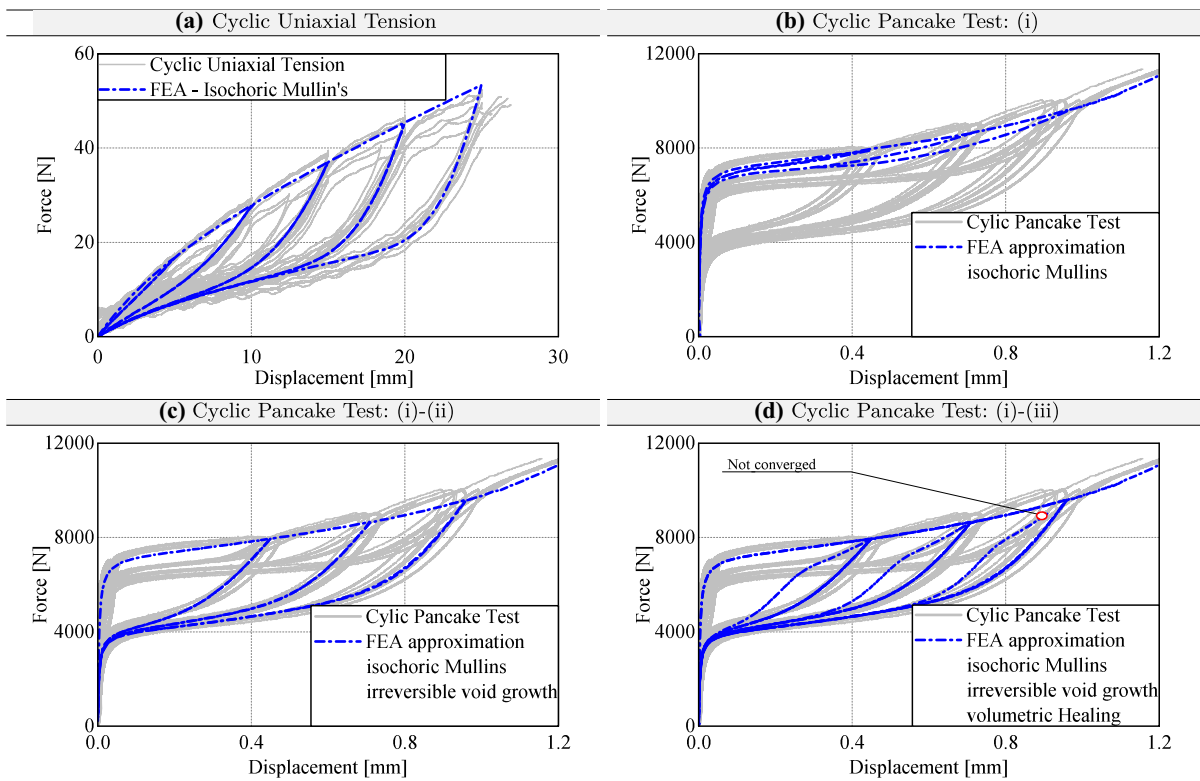 (a) Cyclic Uniaxial Tension
60
40
20
0
Force [N]
Cyclic Uniaxial Tension
FEA - Isochoric Mullin's
0
10
20
30
Displacement [mm]
(b) Cyclic Pancake Test: (i)
12000
8000
4000
0
Force [N]
Cylic Pancake Test
FEA approximation
isochoric Mullins
0.0
0.4
0.8
1.2
Displacement [mm]
(c) Cyclic Pancake Test: (i)-(ii)
12000
8000
4000
0
Force [N]
Cylic Pancake Test
FEA approximation
isochoric Mullins
irreversible void growth
0.0
0.4
0.8
1.2
Displacement [mm]
(d) Cyclic Pancake Test: (i)-(iii)
12000
8000
4000
0
Force [N]
Not converged
Cylic Pancake Test
FEA approximation
isochoric Mullins
irreversible void growth
volumetric Healing
0.0
0.4
0.8
1.2
Displacement [mm]